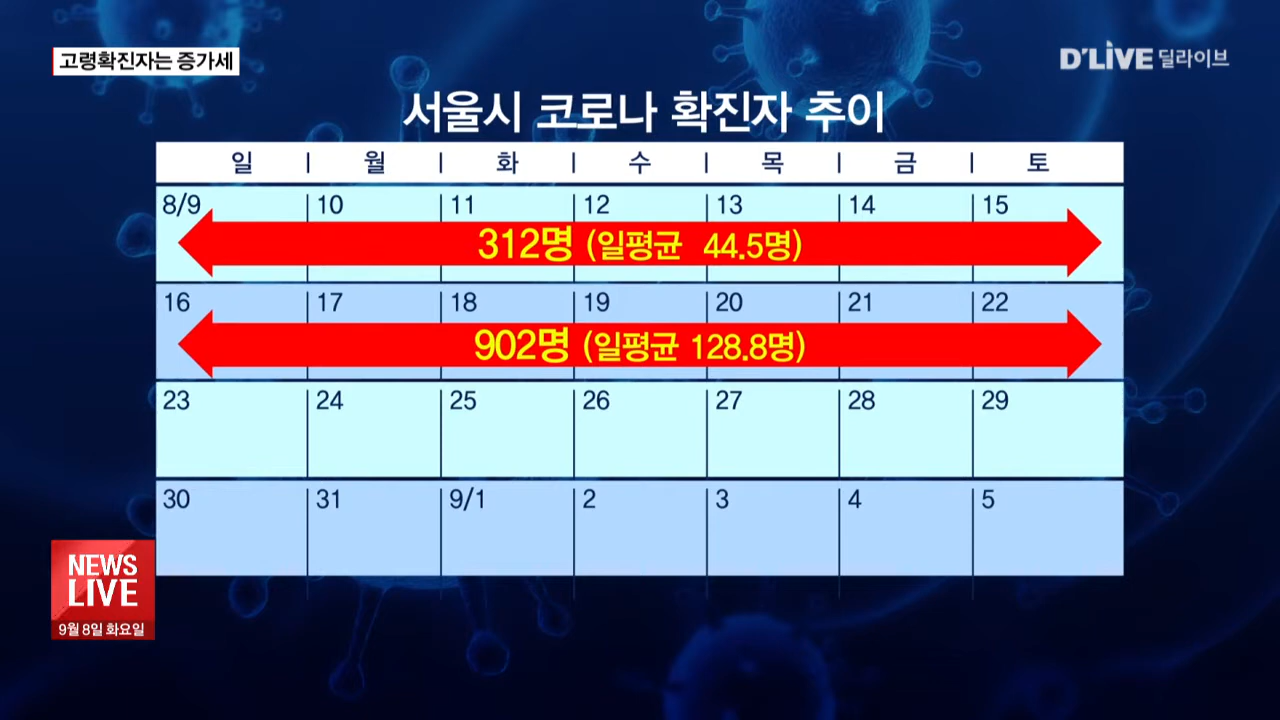 고령확진자는 증가세
D'LIVE 딜라이브
서울시 코로나 확진자 추이
일 월 화 수 목 금 토
8/9 10 11 12 13 14 15
312명 (일평균 44.5명)
16 17 18 19 20 21 22
902명 (일평균 128.8명)
23 24 25 26 27 28 29
30 31 9/1 2 3 4 5
NEWS
LIVE
9월 8일 화요일